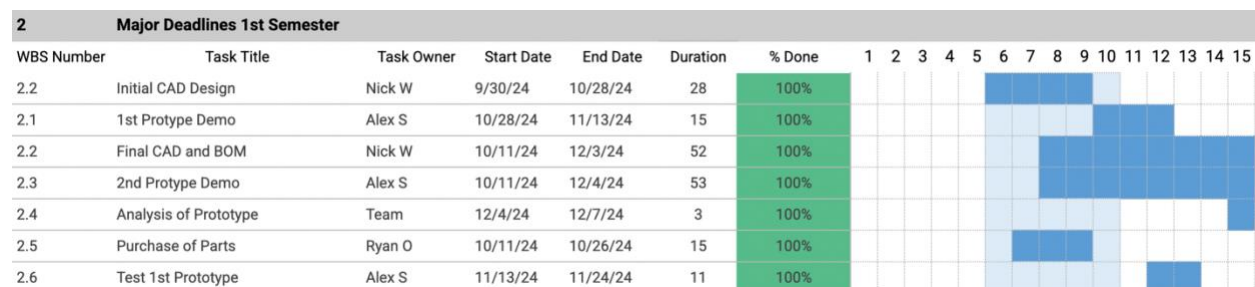 2 Major Deadlines 1st Semester
WBS Number Task Title Task Owner Start Date End Date Duration % Done 1 2 3 4 5 6 7 8 9 10 11 12 13 14 15
2.2 Initial CAD Design Nick W 9/30/24 10/28/24 28 100%
2.1 1st Protype Demo Alex S 10/28/24 11/13/24 15 100%
2.2 Final CAD and BOM Nick W 10/11/24 12/3/24 52 100%
2.3 2nd Protype Demo Alex S 10/11/24 12/4/24 53 100%
2.4 Analysis of Prototype Team 12/4/24 12/7/24 3 100%
2.5 Purchase of Parts Ryan O 10/11/24 10/26/24 15 100%
2.6 Test 1st Prototype Alex S 11/13/24 11/24/24 11 100%